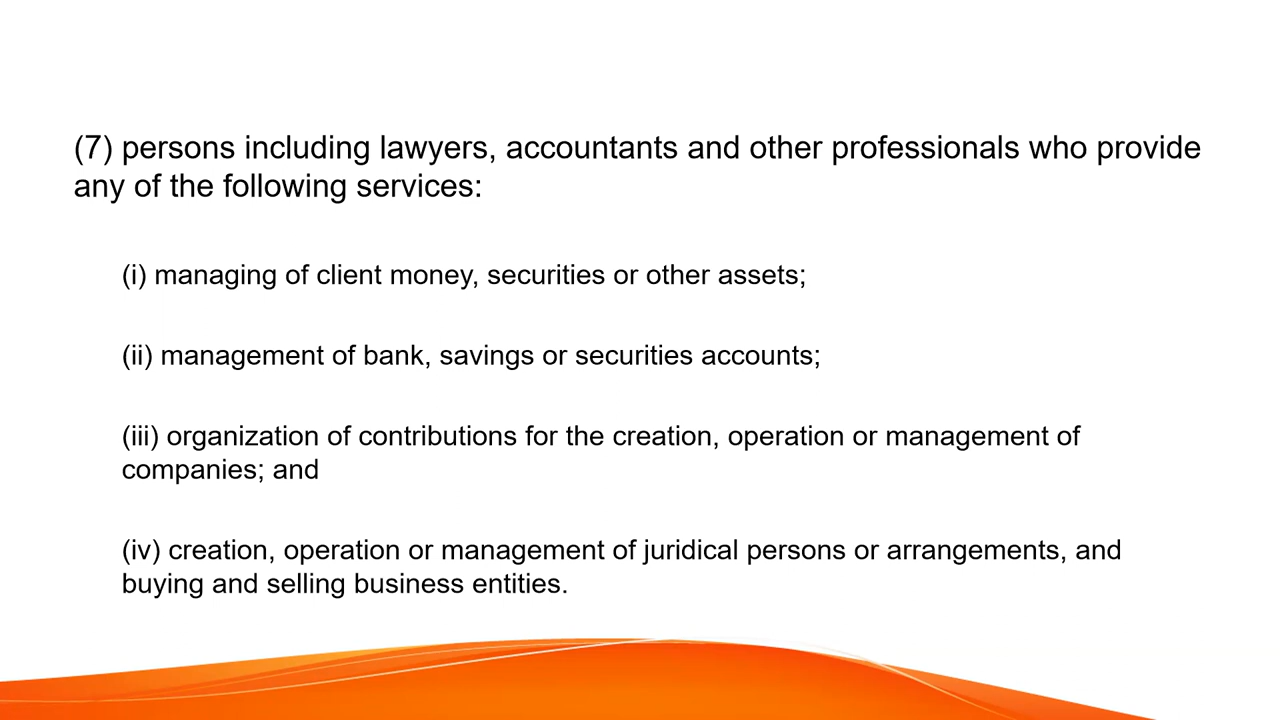 (7) persons including lawyers, accountants and other professionals who provide
any of the following services:
(i) managing of client money, securities or other assets;
(ii) management of bank, savings or securities accounts;
(iii) organization of contributions for the creation, operation or management of
companies; and
(iv) creation, operation or management of juridical persons or arrangements, and
buying and selling business entities.